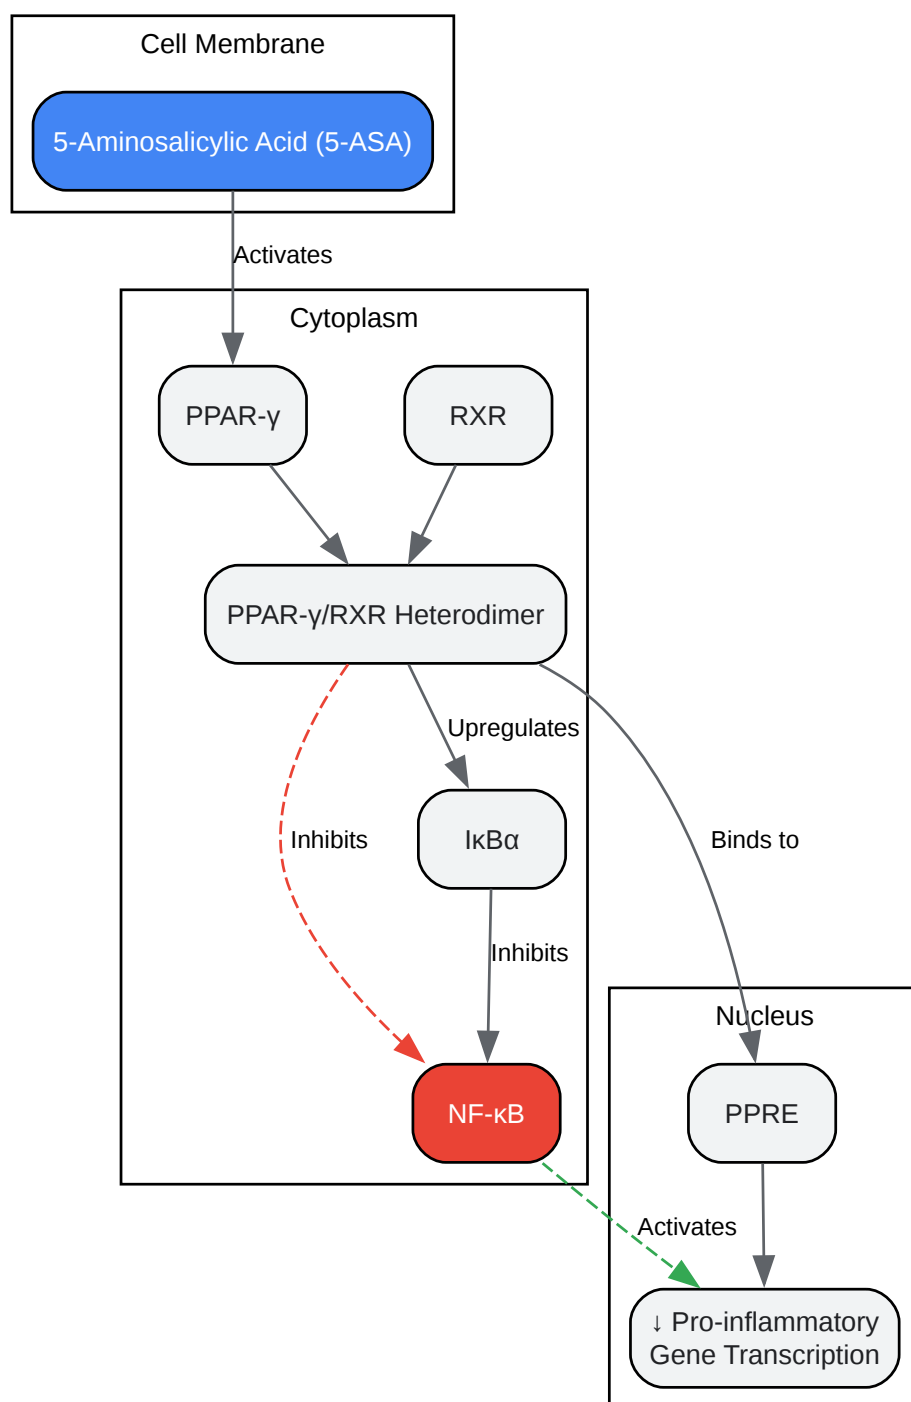 Cell Membrane
5-Aminosalicylic Acid (5-ASA)
Activates
Cytoplasm
PPAR-γ
RXR
PPAR-γ/RXR Heterodimer
Upregulates
Inhibits
IκBα
Binds to
Inhibits
Nucleus
NF-κB
PPRE
Activates
↓ Pro-inflammatory
Gene Transcription